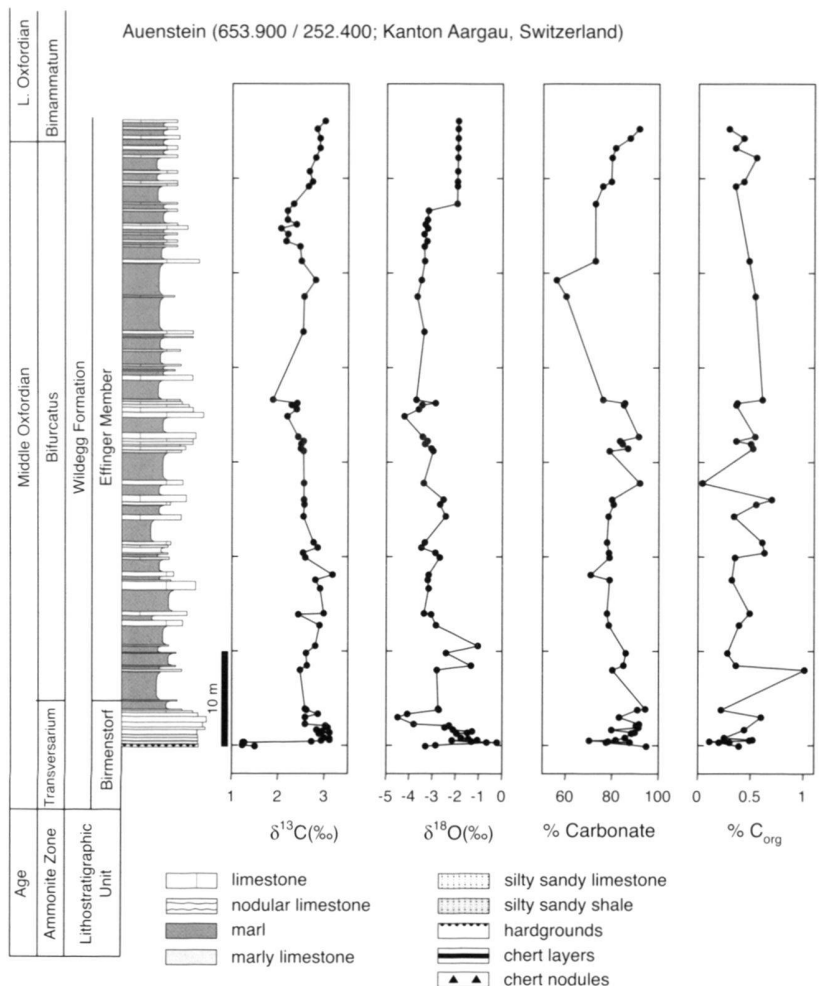 Auenstein (653.900 / 252.400; Kanton Aargau, Switzerland)
L. Oxfordian
Bimammatum
Middle Oxfordian
Bifurcatus
Wildegg Formation
Effinger Member
Transversarium
Birmenstorf
Age
Ammonite Zone
Lithostratigraphic
Unit
10 m
1 2 3
δ13C(‰)
-5 -4 -3 -2 -1 0
δ18O(‰)
60 80 100
% Carbonate
0 0.5 1
% Corg
limestone
nodular limestone
marl
marly limestone
silty sandy limestone
silty sandy shale
hardgrounds
chert layers
chert nodules